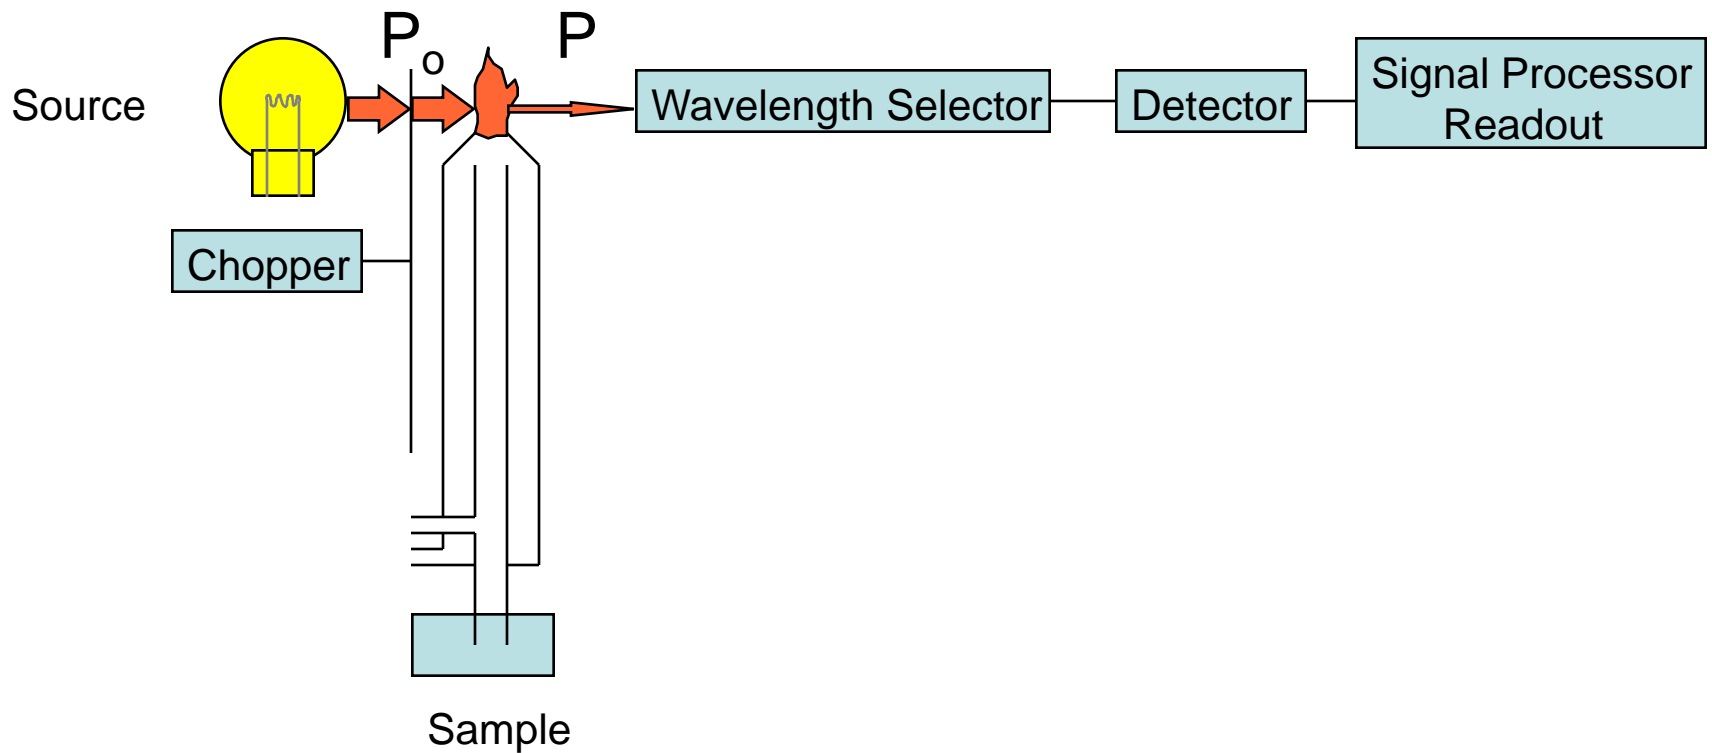 P
o
P
Source
Wavelength Selector
Detector
Signal Processor
Readout
Chopper
Sample